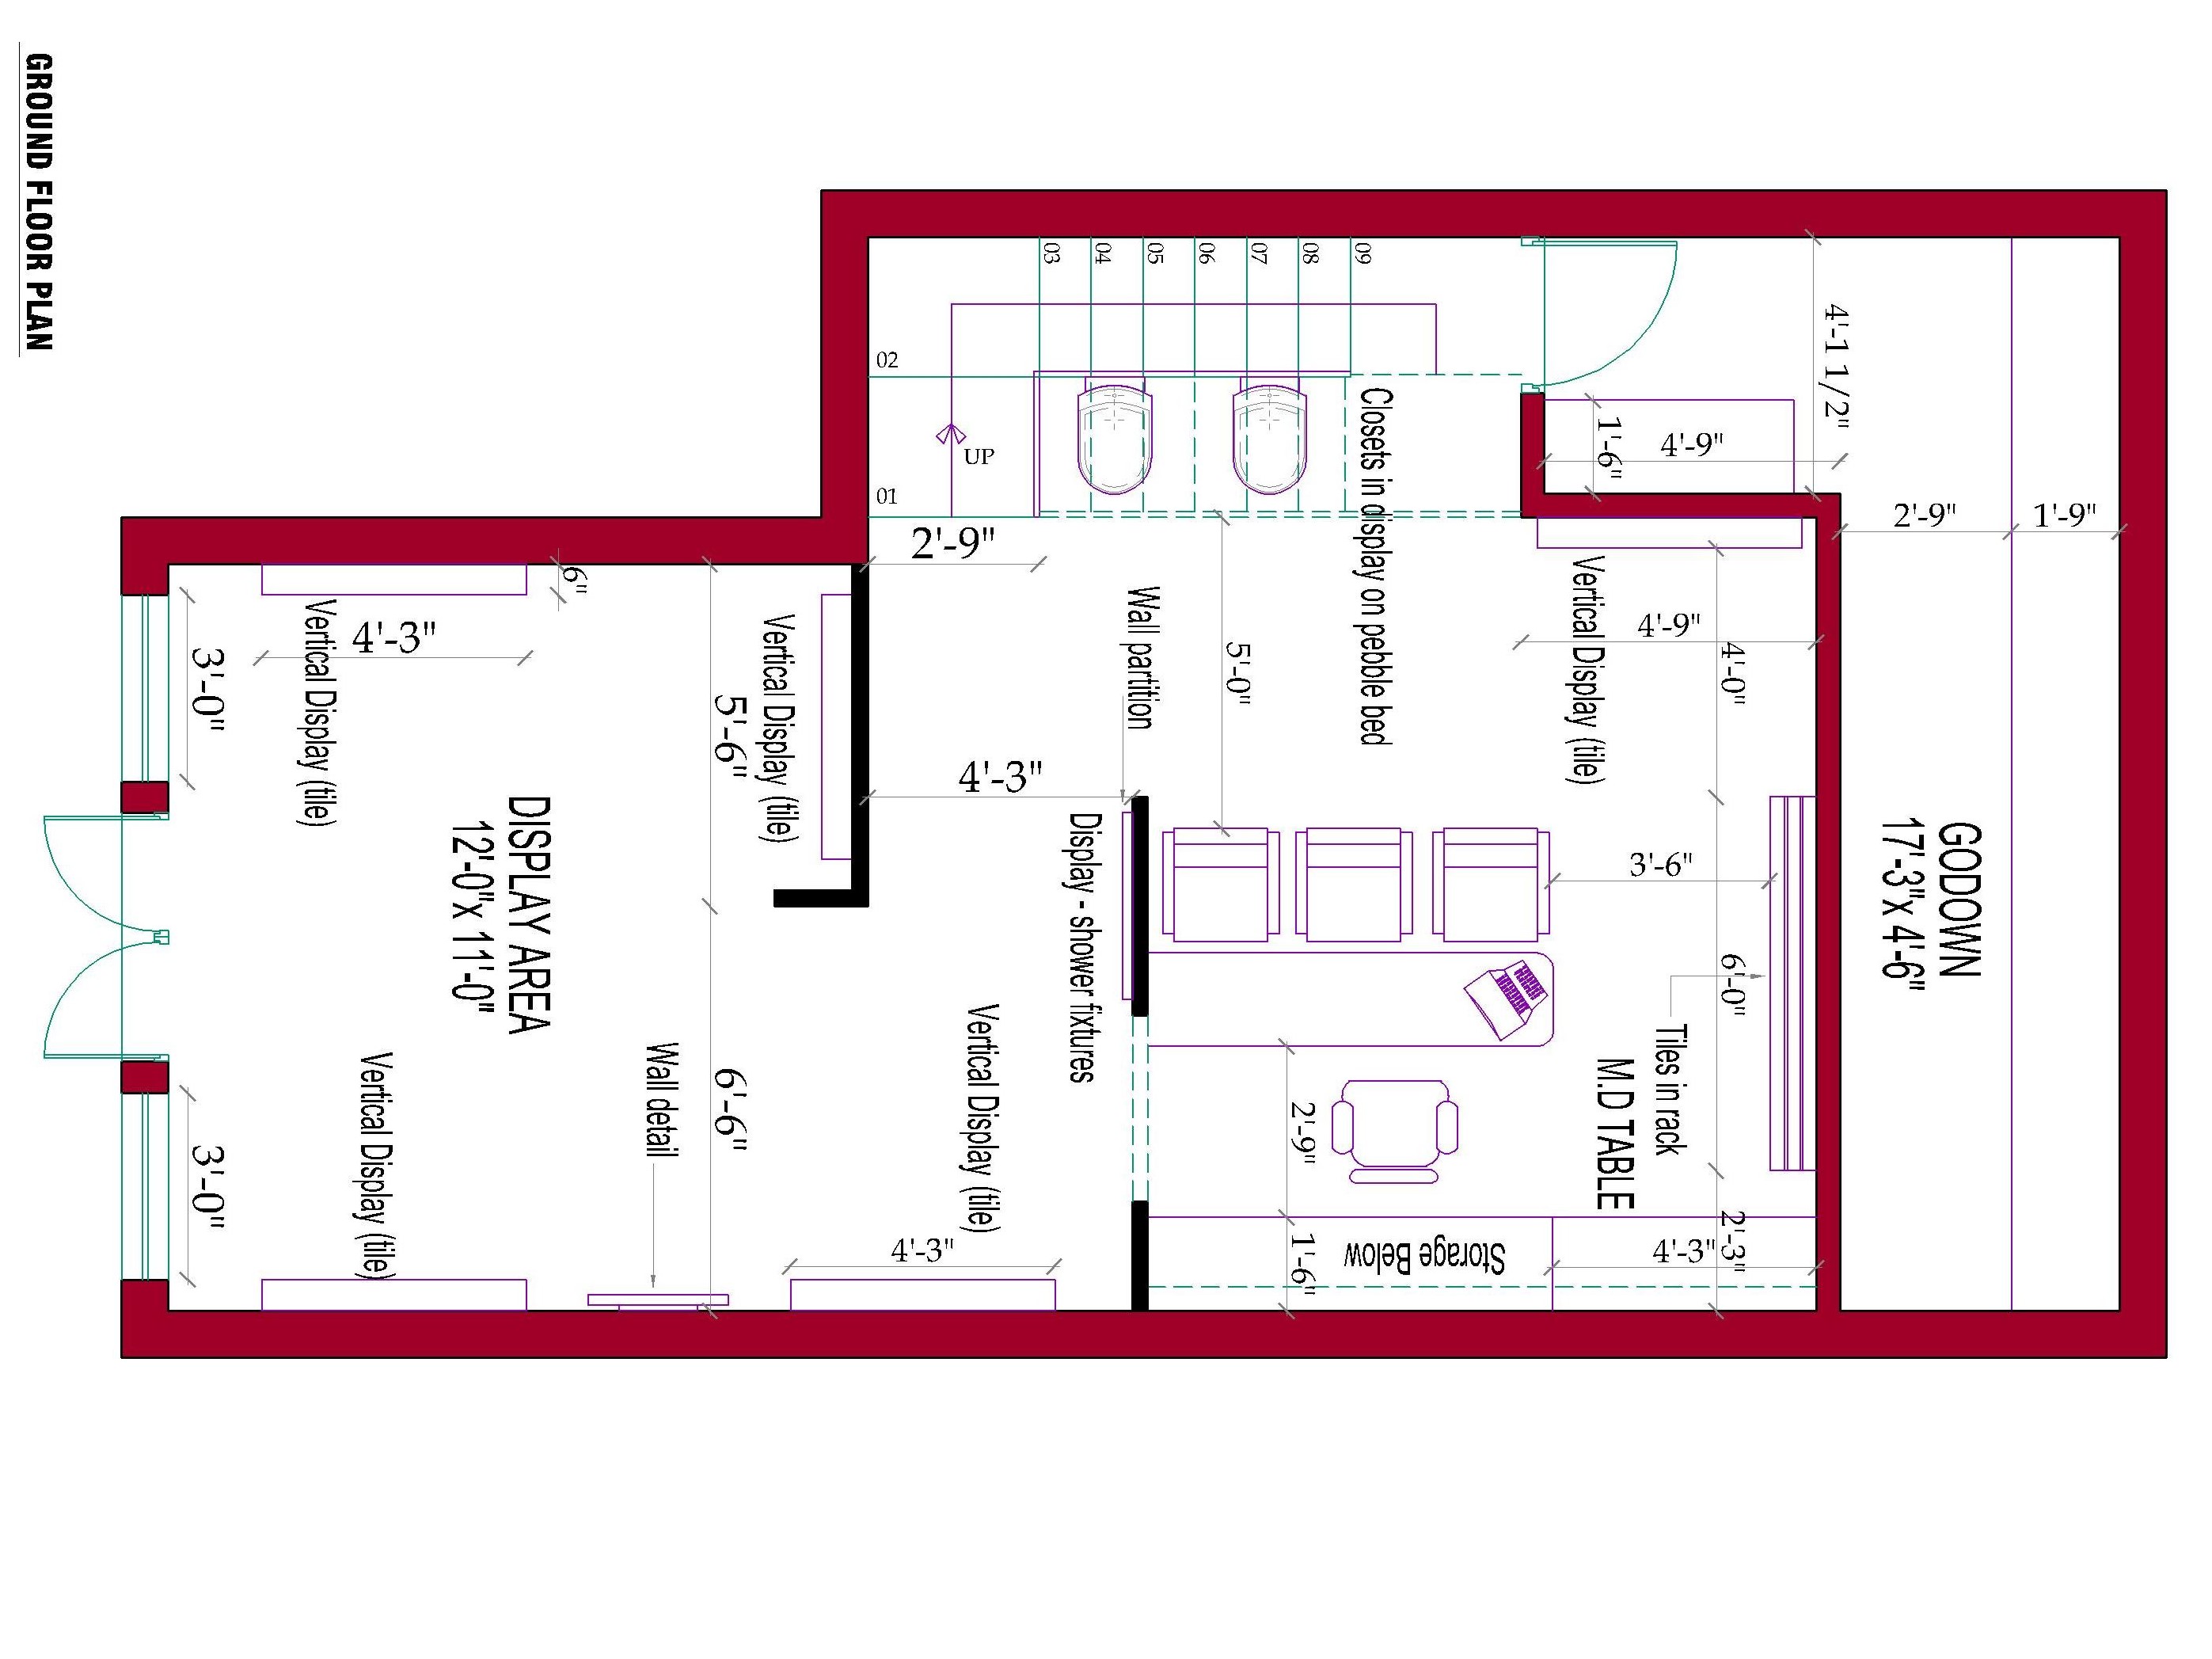 GROUND FLOOR PLAN
03
04
05
06
07
08
09
02
01
UP
Closets in display on pebble bed
4'-1 1/2"
1'-6"
4'-9"
2'-9"
1'-9"
2'-9"
6"
Vertical Display (tile)
4'-3"
3'-0"
5'-6"
Vertical Display (tile)
Wall partition
5'-0"
Vertical Display (tile)
4'-9"
4'-0"
4'-3"
DISPLAY AREA
12'-0"x 11'-0"
Display - shower fixtures
3'-6"
6'-0"
GODOWN
17'-3"x 4'-6"
Tiles in rack
M.D TABLE
Vertical Display (tile)
Wall detail
6'-6"
Vertical Display (tile)
3'-0"
2'-9"
4'-3"
1'-6"
Storage Below
4'-3"
2'-3"